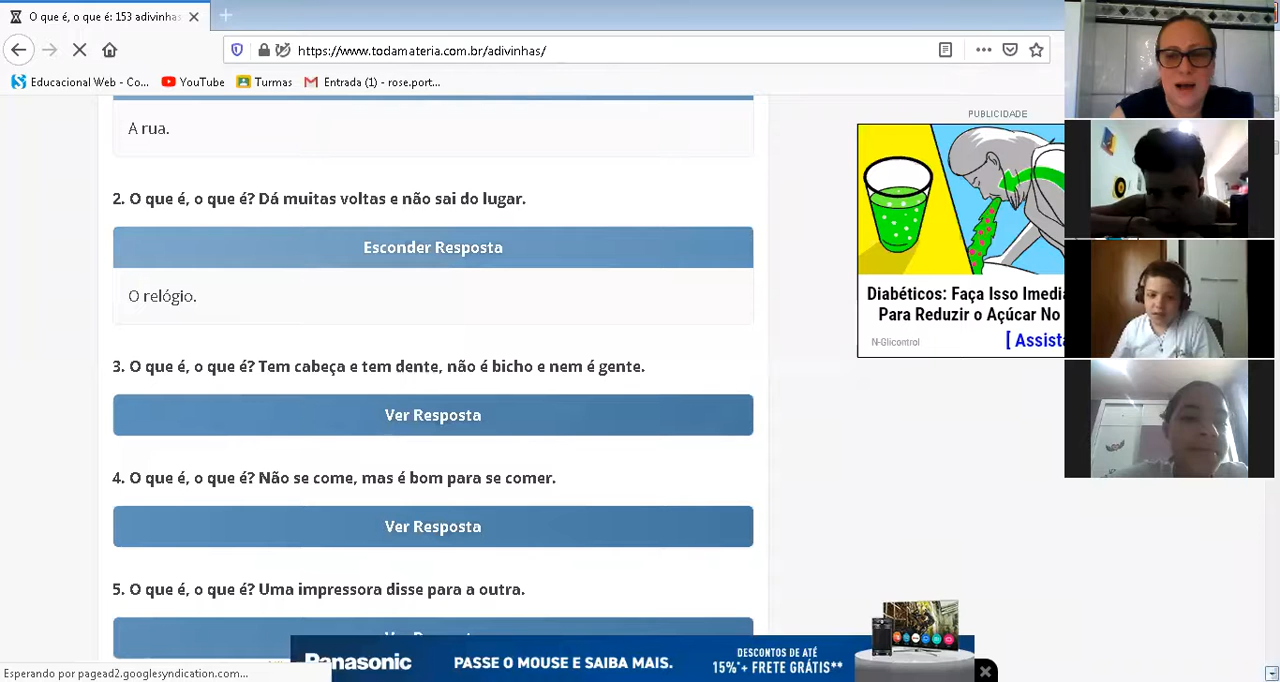 O que é, o que é: 153 adivinhas
https://www.todamateria.com.br/adivinhas/
Educacional Web - Co...
YouTube
Turmas
Entrada (1) - rose.port...
A rua.
2. O que é, o que é? Dá muitas voltas e não sai do lugar.
Esconder Resposta
O relógio.
3. O que é, o que é? Tem cabeça e tem dente, não é bicho e nem é gente.
Ver Resposta
4. O que é, o que é? Não se come, mas é bom para se comer.
Ver Resposta
5. O que é, o que é? Uma impressora disse para a outra.
PUBLICIDADE
Diabéticos: Faça Isso
Para Reduzir o Açúcar No
N-Glicontrol
[
Panasonic
PASSE O MOUSE E SAIBA MAIS.
DESCONTOS DE ATÉ
15%*+ FRETE GRÁTIS**
Esperando por pagead2.googlesyndication.com...